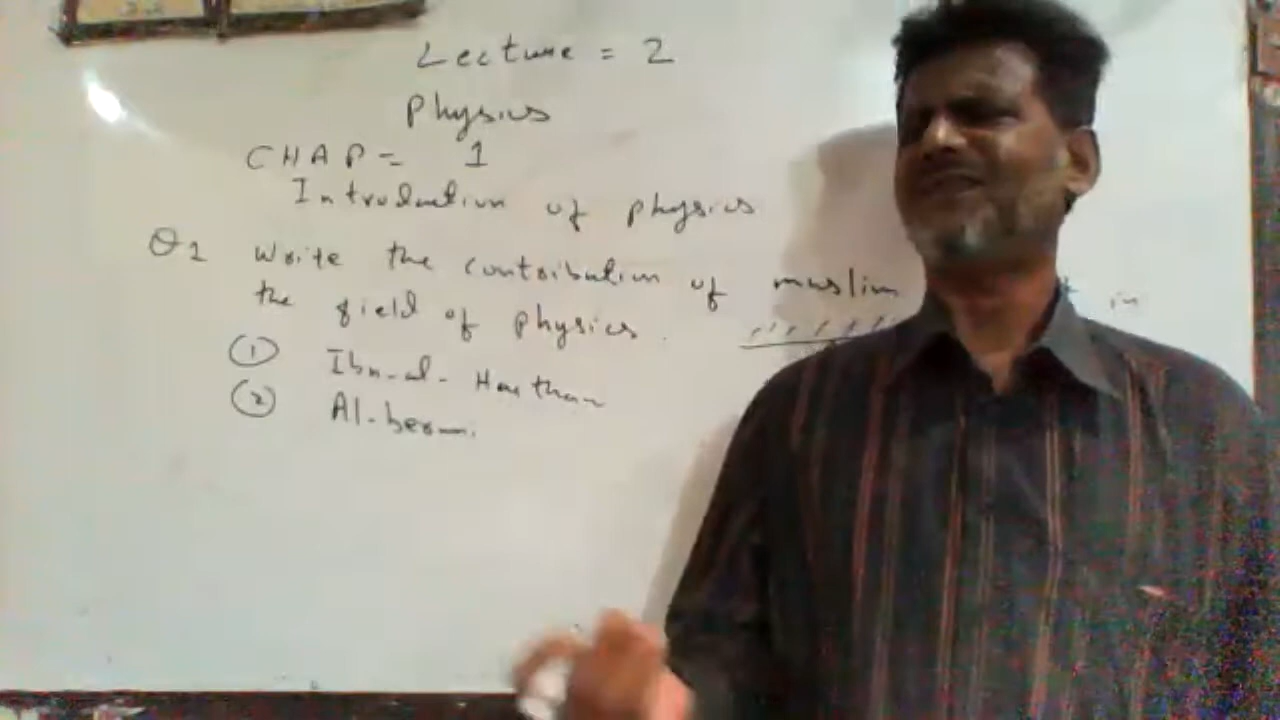 Lecture = 2
Physics
CHAP = 1
Introduction of physics
Q1 Write the contribution of muslim in
the field of physics.
① Ibn-al-Haitham
② Al-beruni